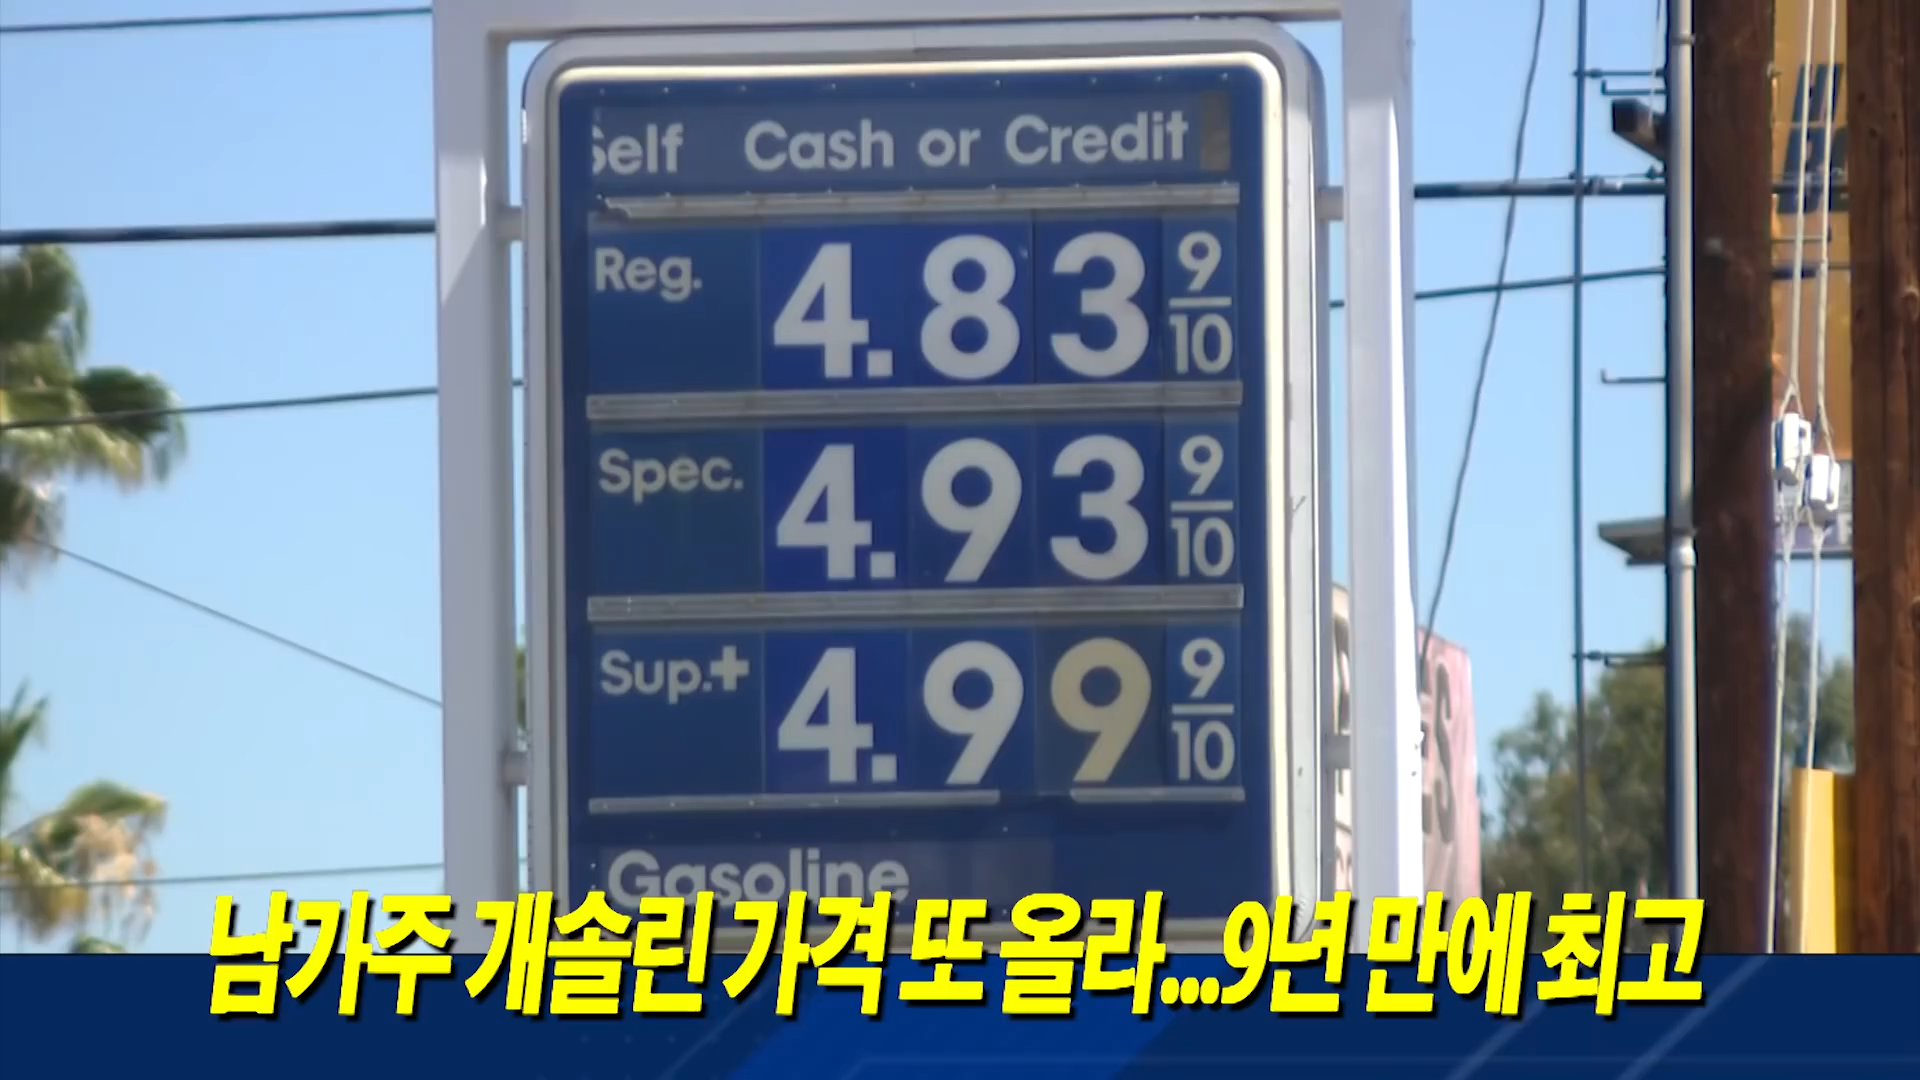 Self Cash or Credit
Reg. 4.83 9/10
Spec. 4.93 9/10
Sup.+ 4.99 9/10
Gasoline
남가주 개솔린 가격 또 올라...9년 만에 최고